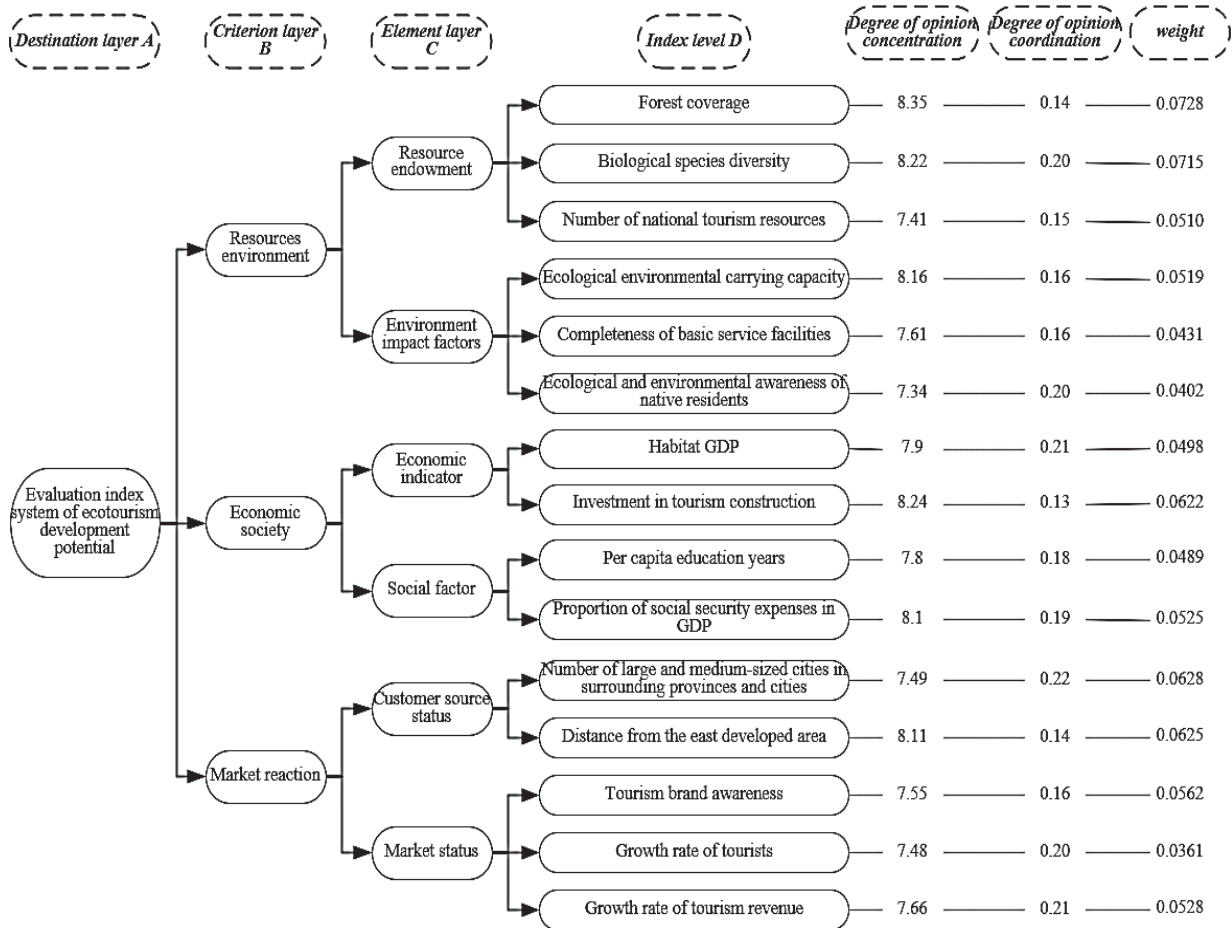 Destination layer A
Criterion layer
B
Element layer
C
Index level D
Degree of opinion
concentration
Degree of opinion
coordination
weight
Forest coverage
8.35
0.14
0.0728
Resource
endowment
Biological species diversity
8.22
0.20
0.0715
Number of national tourism resources
7.41
0.15
0.0510
Resources
environment
Ecological environmental carrying capacity
8.16
0.16
0.0519
Environment
impact factors
Completeness of basic service facilities
7.61
0.16
0.0431
Ecological and environmental awareness of
native residents
7.34
0.20
0.0402
Habitat GDP
7.9
0.21
0.0498
Economic
indicator
Investment in tourism construction
8.24
0.13
0.0622
Evaluation index
system of ecotourism
development
potential
Economic
society
Per capita education years
7.8
0.18
0.0489
Social factor
Proportion of social security expenses in
GDP
8.1
0.19
0.0525
Number of large and medium-sized cities in
surrounding provinces and cities
7.49
0.22
0.0628
Customer source
status
Distance from the east developed area
8.11
0.14
0.0625
Market reaction
Tourism brand awareness
7.55
0.16
0.0562
Market status
Growth rate of tourists
7.48
0.20
0.0361
Growth rate of tourism revenue
7.66
0.21
0.0528